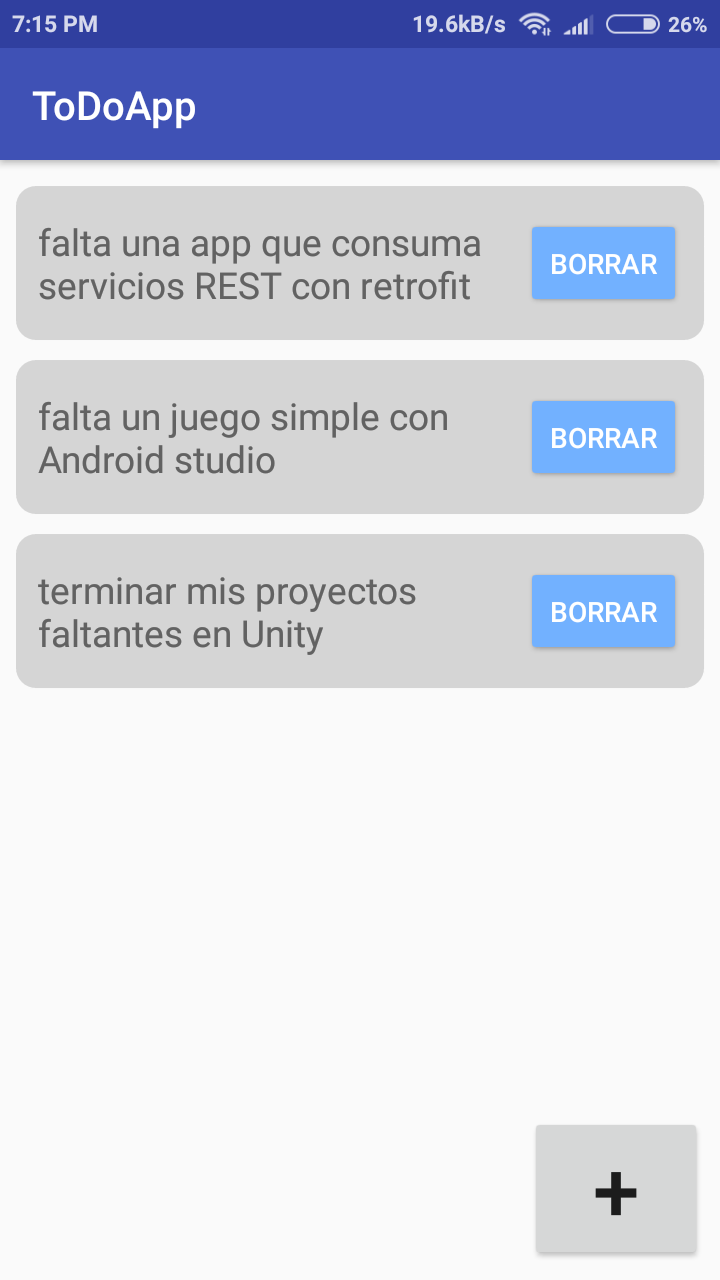 7:15 PM 19.6kB/s 26%
ToDoApp
falta una app que consuma
servicios REST con retrofit
BORRAR
falta un juego simple con
Android studio
BORRAR
terminar mis proyectos
faltantes en Unity
BORRAR
+